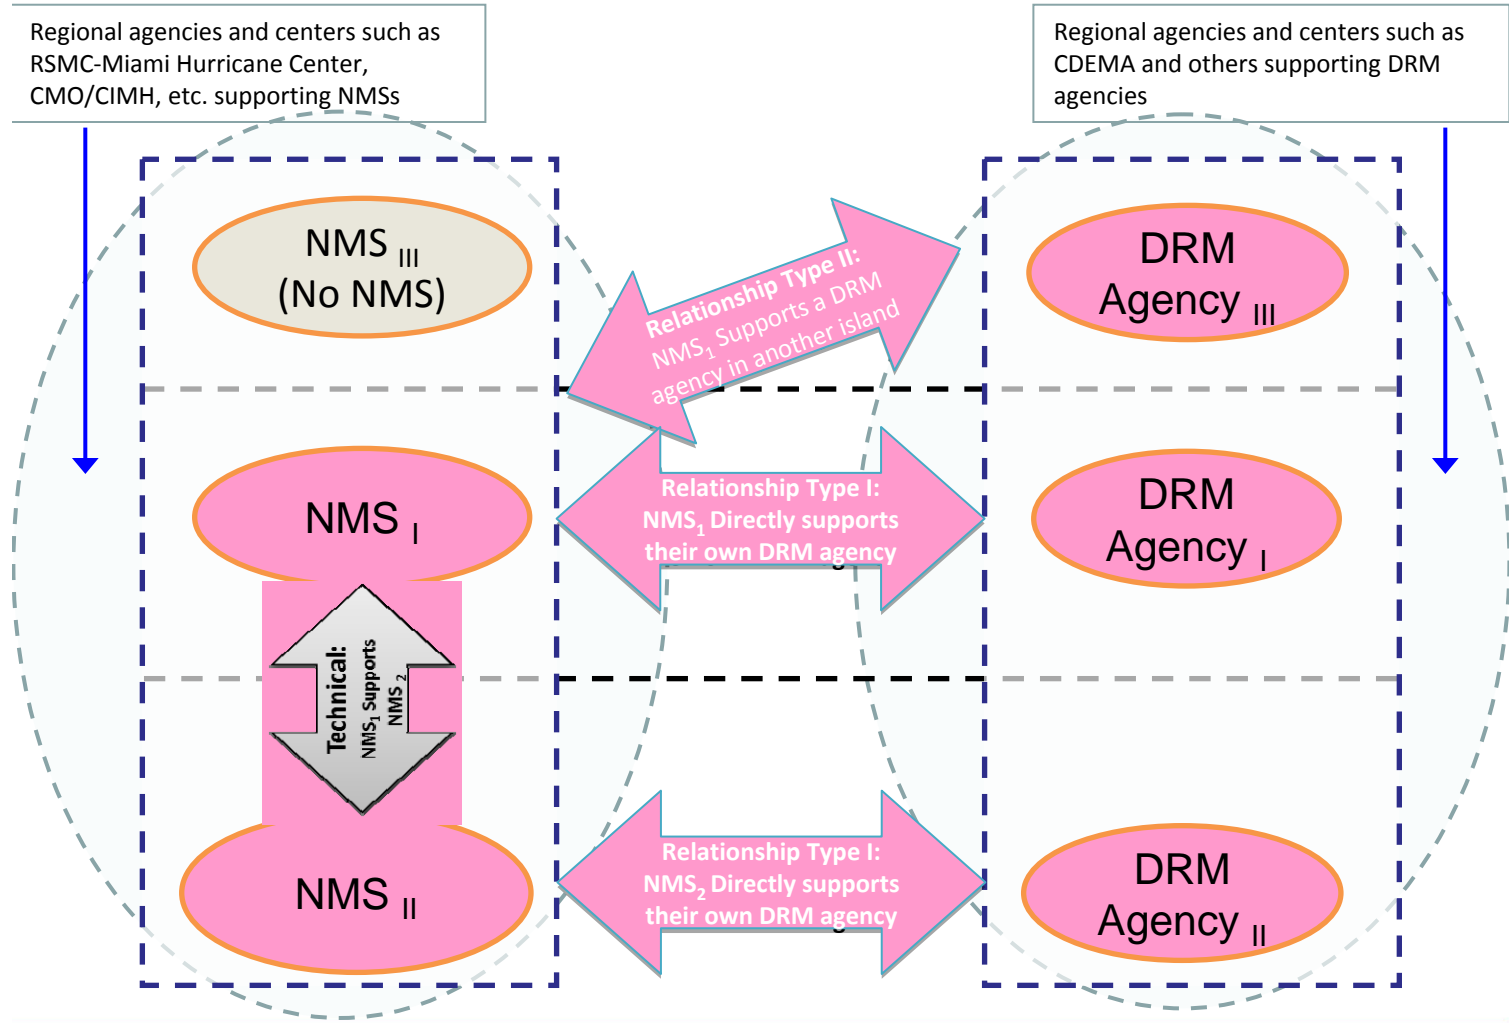 Regional agencies and centers such as
RSMC-Miami Hurricane Center,
CMO/CIMH, etc. supporting NMSs
Regional agencies and centers such as
CDEMA and others supporting DRM
agencies
NMS III
(No NMS)
Relationship Type II:
NMS1 Supports a DRM
agency in another island
DRM
Agency III
NMS I
Relationship Type I:
NMS1 Directly supports
their own DRM agency
DRM
Agency I
Technical:
NMS1 Supports
NMS 2
NMS II
Relationship Type I:
NMS2 Directly supports
their own DRM agency
DRM
Agency II